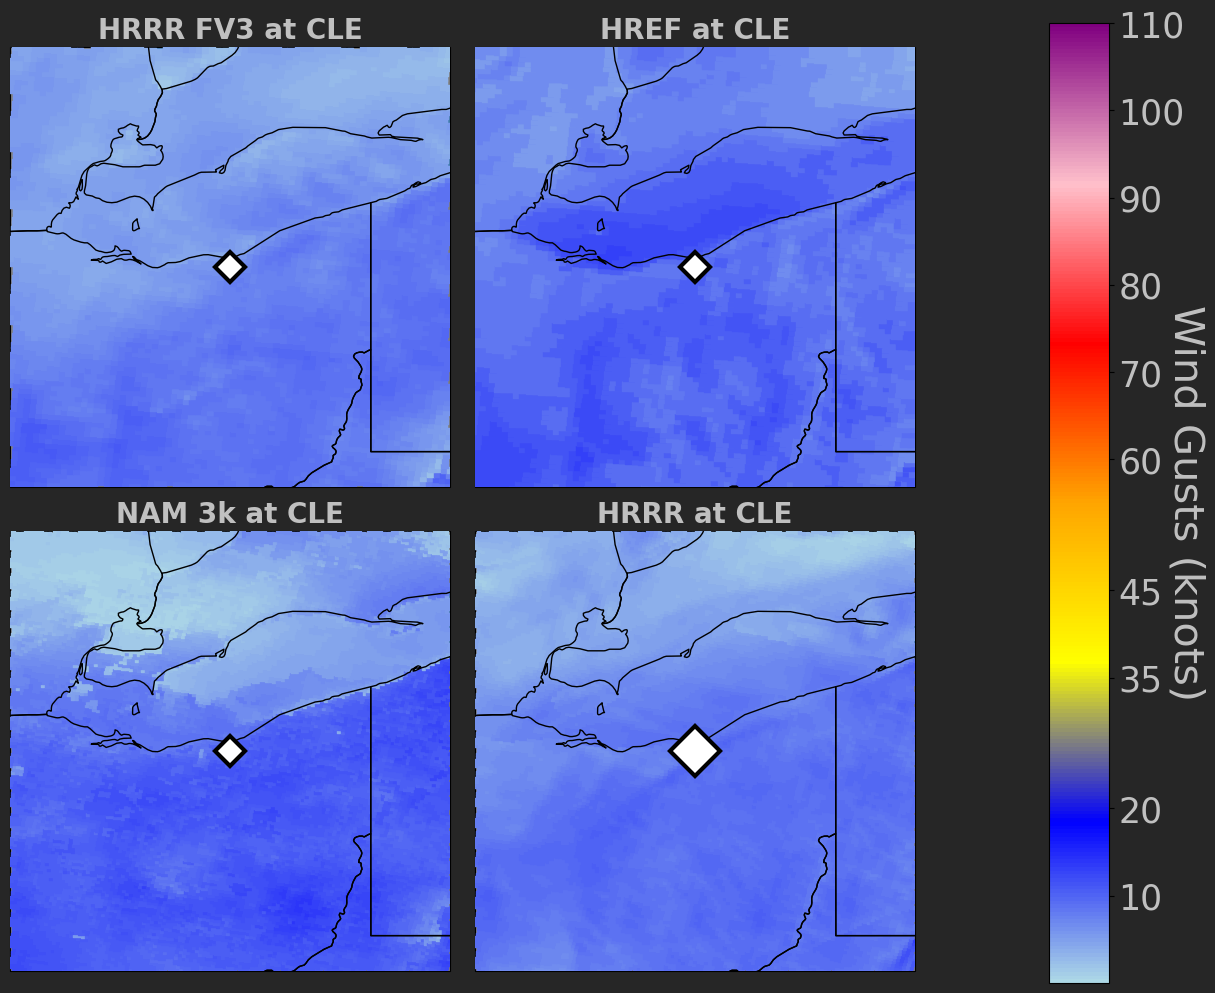 HRRR FV3 at CLE
HREF at CLE
NAM 3k at CLE
HRRR at CLE
110
100
90
80
70
60
45
35
20
10
Wind Gusts (knots)